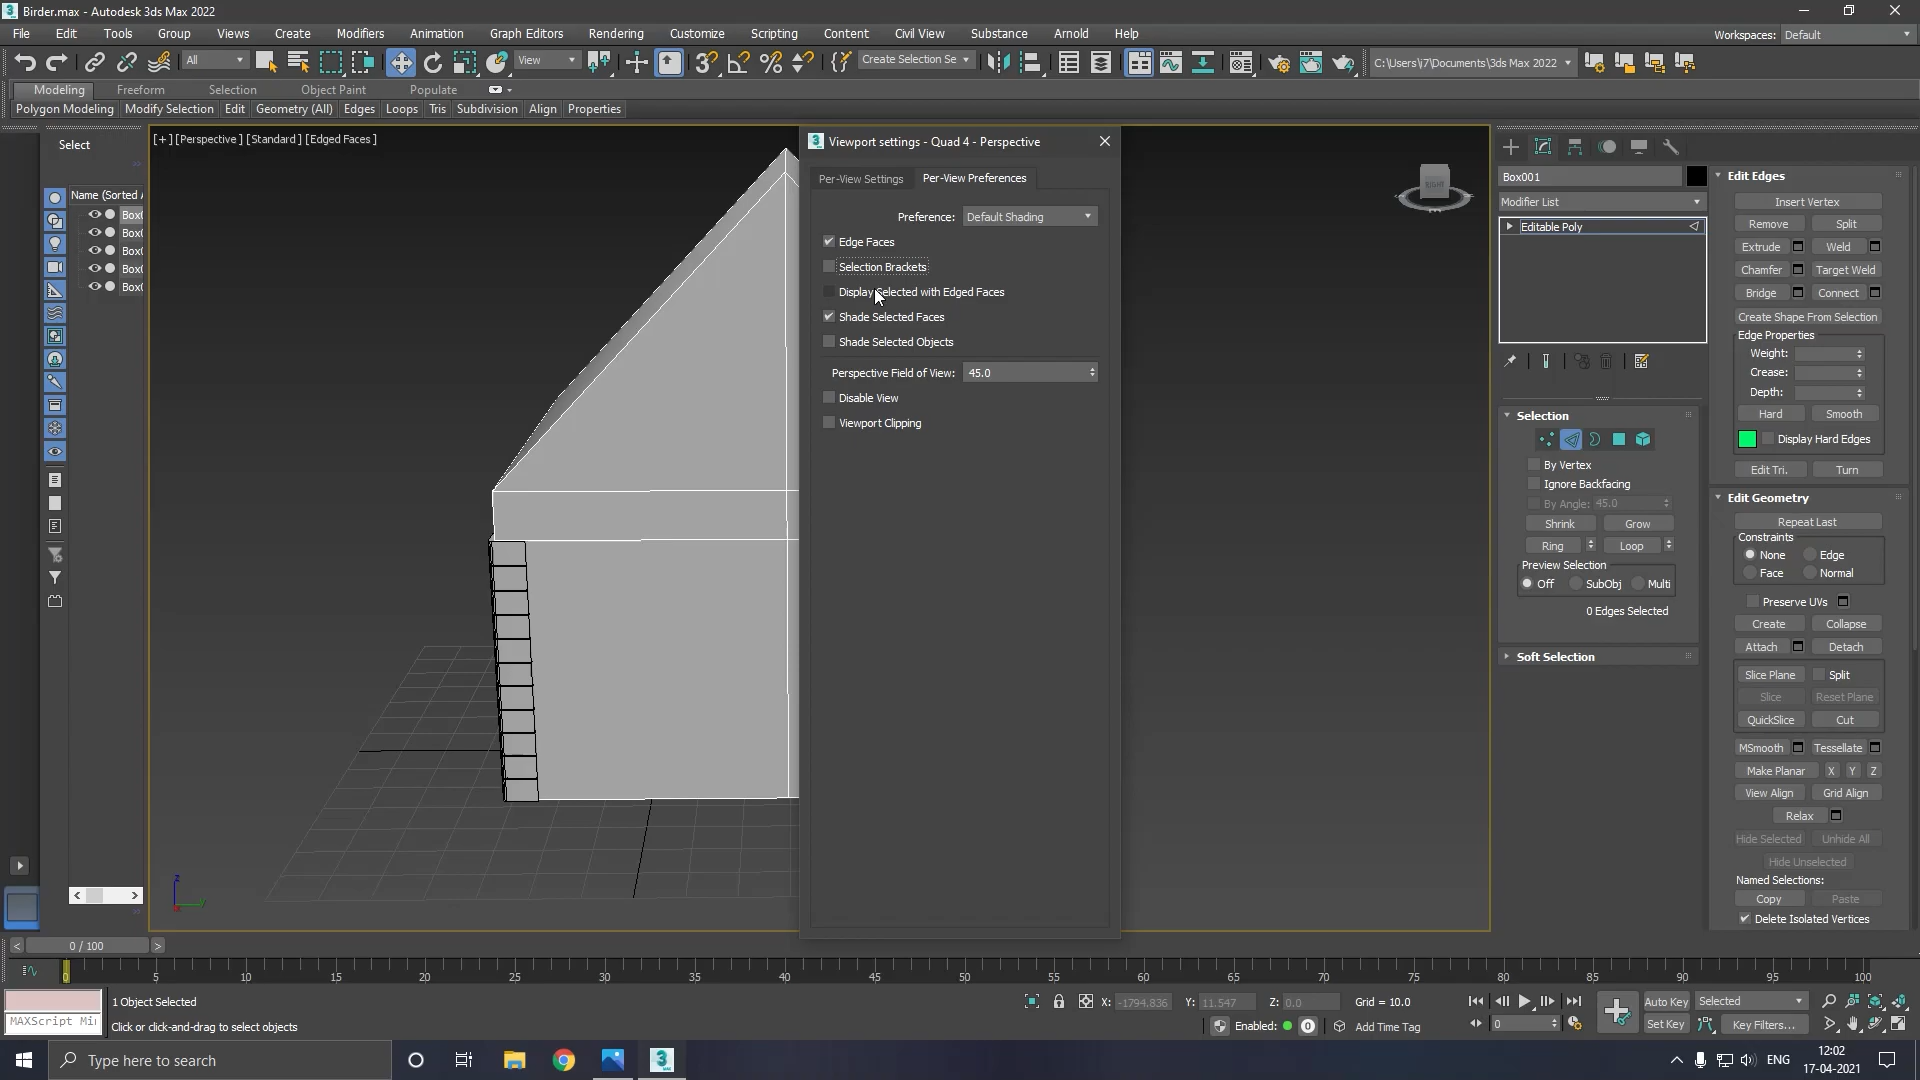 Birder.max - Autodesk 3ds Max 2022
File Edit Tools Group Views Create Modifiers Animation Graph Editors Rendering Customize Scripting Content Civil View Substance Arnold Help Workspaces: Default
All View Create Selection Se C:\Users\i7\Documents\3ds Max 2022
Modeling Freeform Selection Object Paint Populate
Polygon Modeling Modify Selection Edit Geometry (All) Edges Loops Tris Subdivision Align Properties
Select
Name (Sorted A
Box0
Box0
Box0
Box0
Box0
[+] [Perspective] [Standard] [Edged Faces]
Viewport settings - Quad 4 - Perspective
Per-View Settings Per-View Preferences
Preference: Default Shading
Edge Faces
Selection Brackets
Display Selected with Edged Faces
Shade Selected Faces
Shade Selected Objects
Perspective Field of View: 45.0
Disable View
Viewport Clipping
RIGHT
z
x
y
Box001
Modifier List
Editable Poly
Selection
By Vertex
Ignore Backfacing
By Angle: 45.0
Shrink Grow
Ring Loop
Preview Selection
Off SubObj Multi
0 Edges Selected
Soft Selection
Edit Edges
Insert Vertex
Remove Split
Extrude Weld
Chamfer Target Weld
Bridge Connect
Create Shape From Selection
Edge Properties
Weight:
Crease:
Depth:
Hard Smooth
Display Hard Edges
Edit Tri. Turn
Edit Geometry
Repeat Last
Constraints
None Edge
Face Normal
Preserve UVs
Create Collapse
Attach Detach
Slice Plane Split
Slice Reset Plane
QuickSlice Cut
MSmooth Tessellate
Make Planar X Y Z
View Align Grid Align
Relax
Hide Selected Unhide All
Hide Unselected
Named Selections:
Copy Paste
Delete Isolated Vertices
< 0 / 100 >
0 5 10 15 20 25 30 35 40 45 50 55 60 65 70 75 80 85 90 95 100
1 Object Selected X: -1794.836 Y: 11.547 Z: 0.0 Grid = 10.0 Auto Key Selected
MAXScript Mi Click or click-and-drag to select objects Enabled: 0 Add Time Tag 0 Set Key Key Filters...
Type here to search
ENG
12:02
17-04-2021